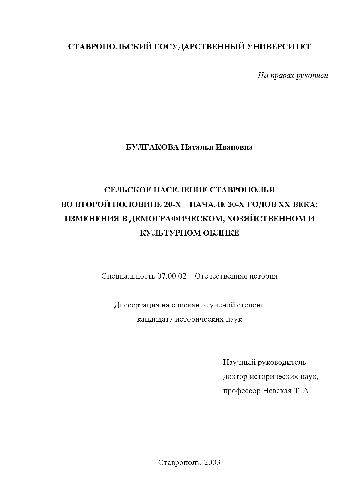 СТАВРОПОЛЬСКИЙ ГОСУДАРСТВЕННЫЙ УНИВЕРСИТЕТ
На правах рукописи
БУЛГАКОВА Наталья Ивановна
СЕЛЬСКОЕ НАСЕЛЕНИЕ СТАВРОПОЛЬЯ
ВО ВТОРОЙ ПОЛОВИНЕ 20-Х – НАЧАЛЕ 30-Х ГОДОВ ХХ ВЕКА:
ИЗМЕНЕНИЯ В ДЕМОГРАФИЧЕСКОМ, ХОЗЯЙСТВЕННОМ И
КУЛЬТУРНОМ ОБЛИКЕ
Специальность 07.00.02 – Отечественная история
Диссертация на соискание ученой степени
кандидата исторических наук
Научный руководитель
доктор исторических наук,
профессор Невская Т.А.
Ставрополь, 2003